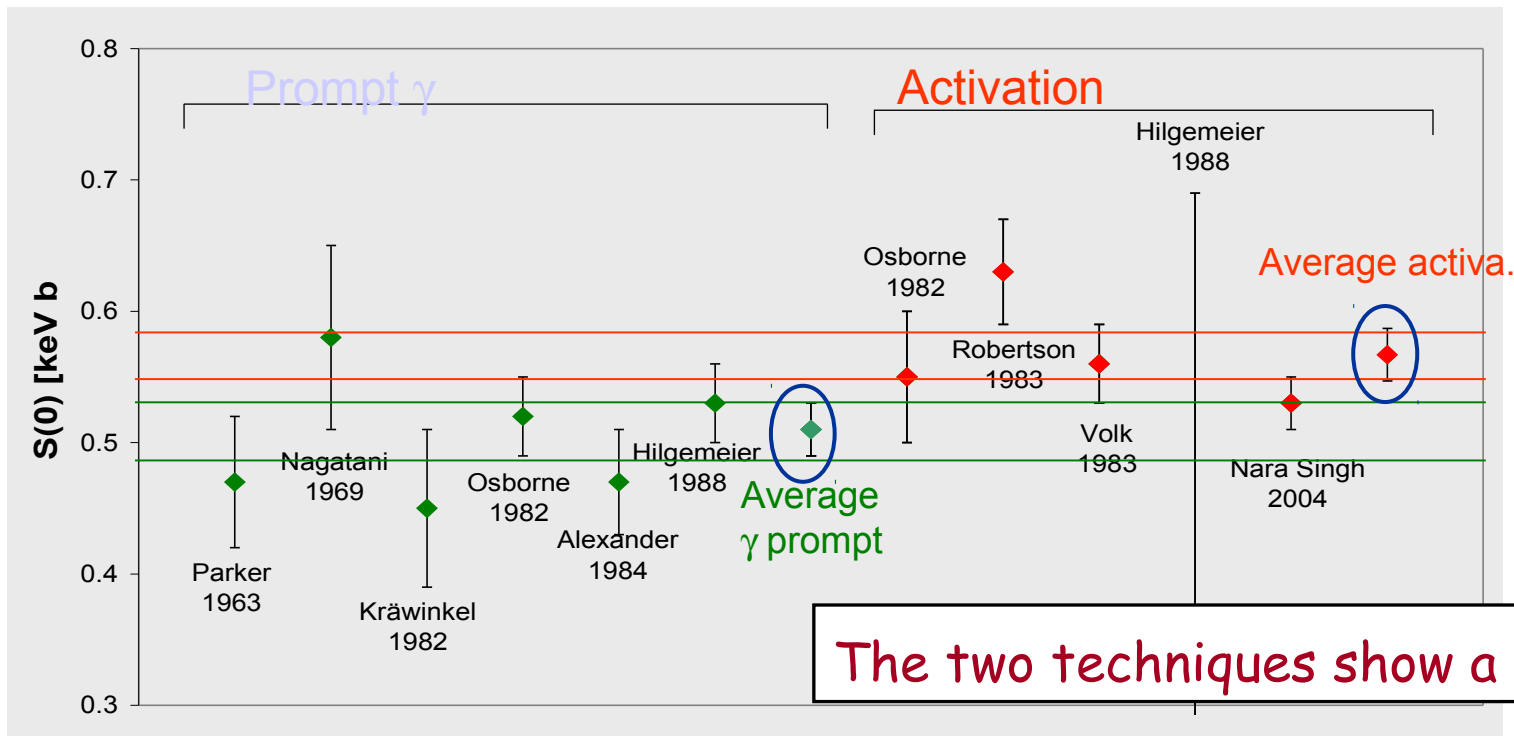 0.8
0.7
0.6
0.5
0.4
0.3
S(0) [keV b
Prompt γ
Activation
Parker
1963
Nagatani
1969
Kräwinkel
1982
Osborne
1982
Alexander
1984
Hilgemeier
1988
Average
γ prompt
Osborne
1982
Robertson
1983
Volk
1983
Hilgemeier
1988
Nara Singh
2004
Average activa.
The two techniques show a